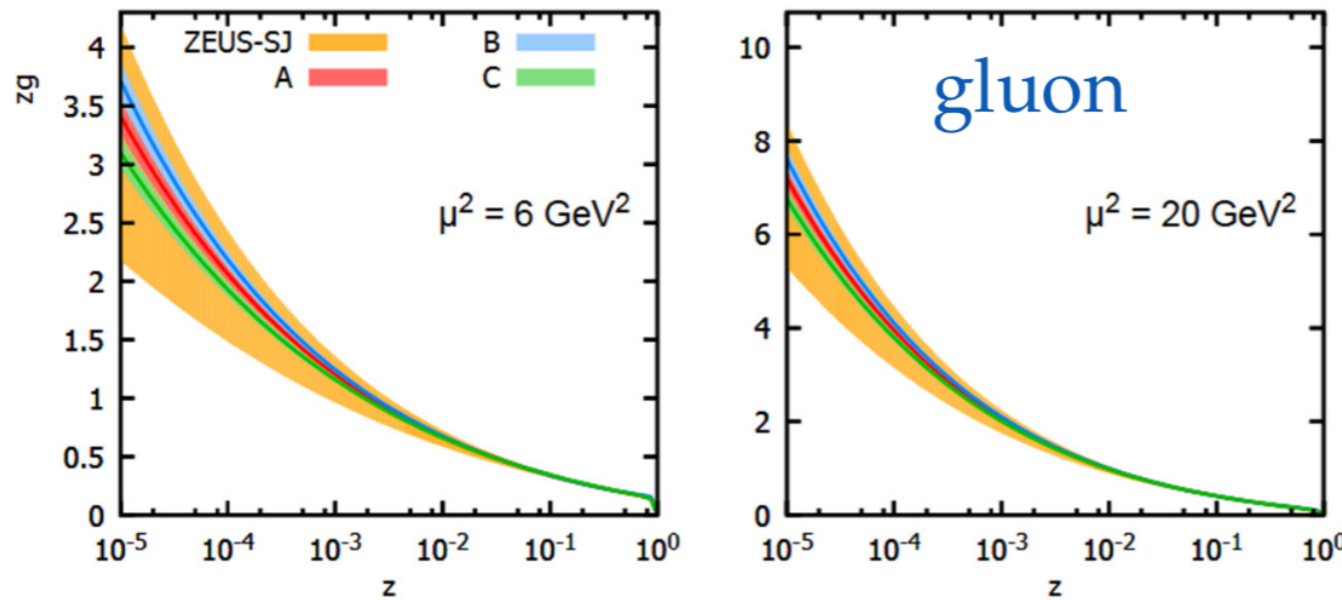 4
3.5
3
2.5
2
1.5
1
0.5
0
zg
ZEUS-SJ
A
B
C
μ² = 6 GeV²
10⁻⁵ 10⁻⁴ 10⁻³ 10⁻² 10⁻¹ 10⁰
z
10
8
6
4
2
0
gluon
μ² = 20 GeV²
10⁻⁵ 10⁻⁴ 10⁻³ 10⁻² 10⁻¹ 10⁰
z